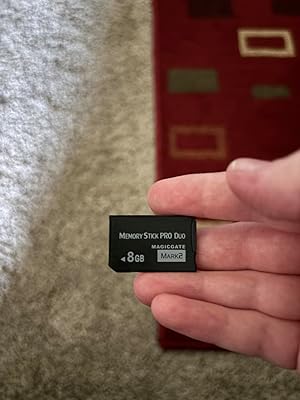 MEMORY STICK PRO DUO
MAGICGATE
8GB
MARK2